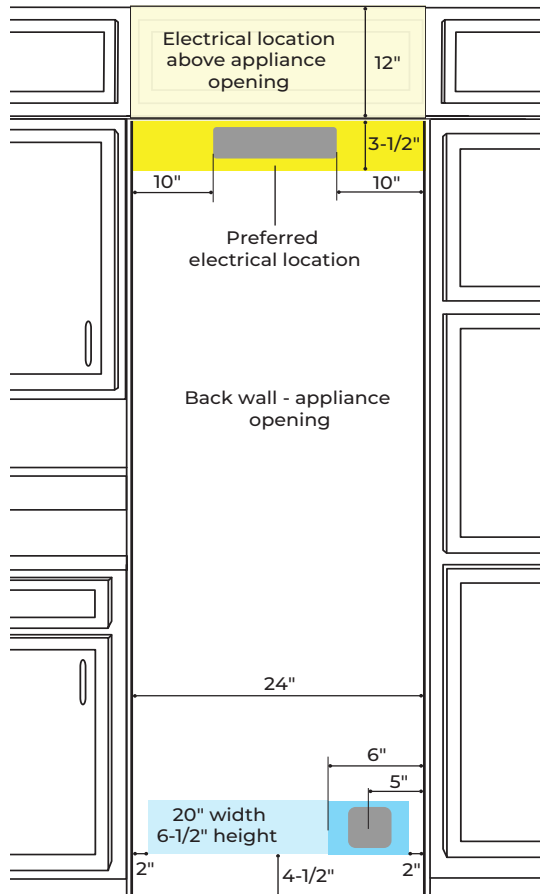 Electrical location
above appliance
opening
12"
3-1/2"
10"
10"
Preferred
electrical location
Back wall - appliance
opening
24"
6"
5"
20" width
6-1/2" height
2"
2"
4-1/2"